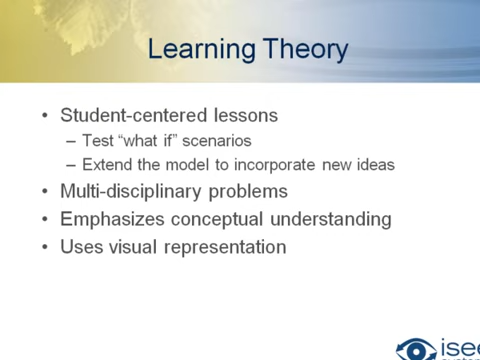 Learning Theory
• Student-centered lessons
– Test “what if” scenarios
– Extend the model to incorporate new ideas
• Multi-disciplinary problems
• Emphasizes conceptual understanding
• Uses visual representation
isee